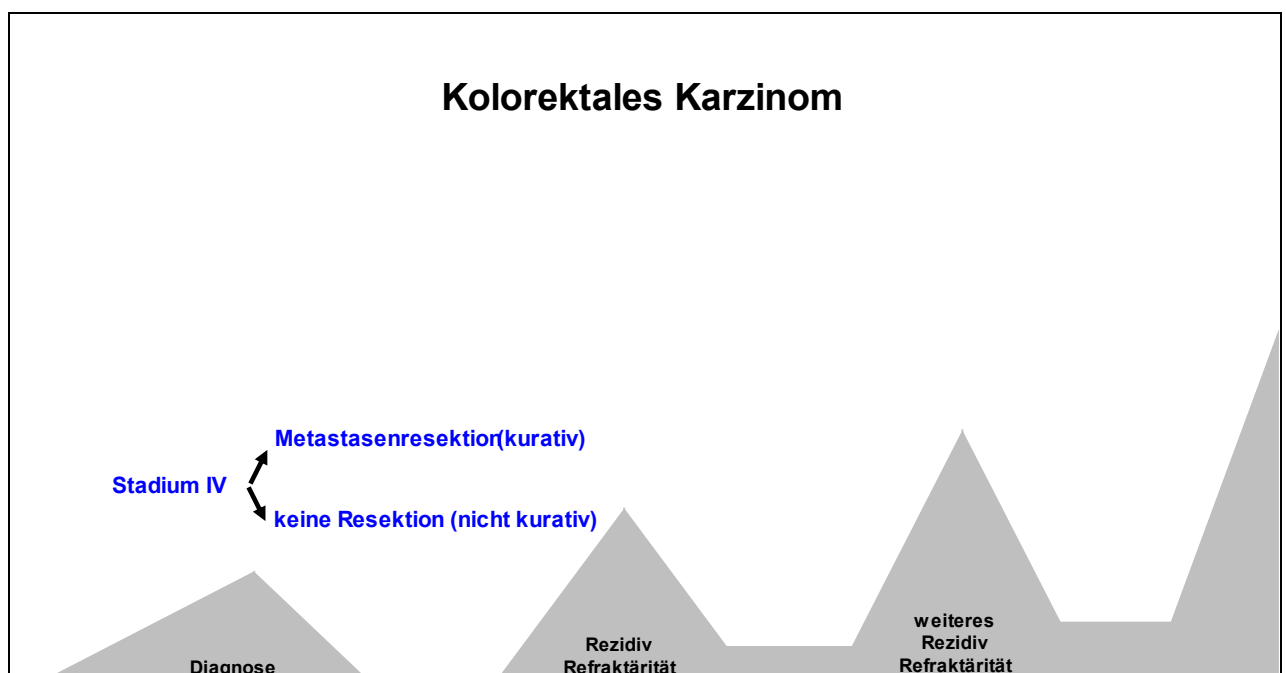 Kolorektales Karzinom
Metastasenresektion(kurativ)
Stadium IV
keine Resektion (nicht kurativ)
Diagnose
Rezidiv
Refraktärität
weiteres
Rezidiv
Refraktärität